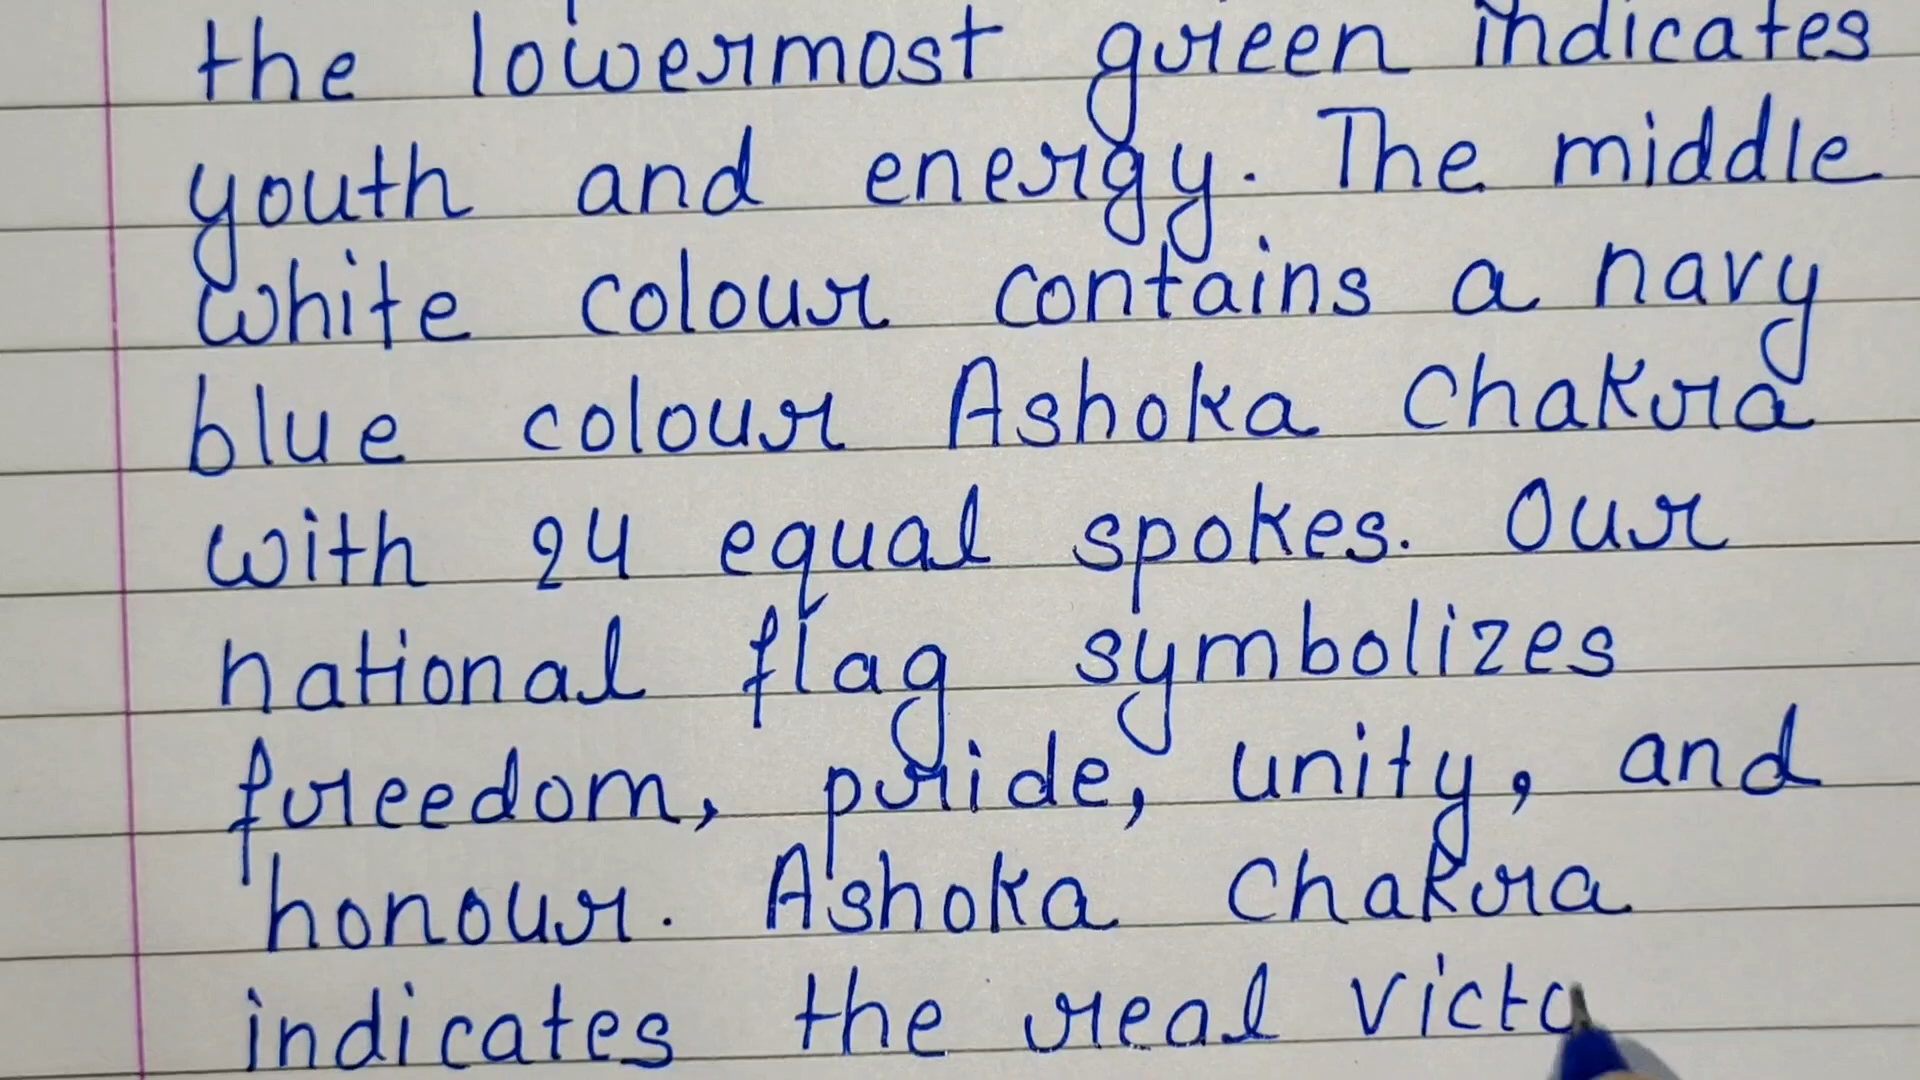 the lowermost green indicates
youth and energy. The middle
white colour contains a navy
blue colour Ashoka Chakra
with 24 equal spokes. Our
national flag symbolizes
freedom, pride, unity, and
honour. Ashoka Chakra
indicates the real